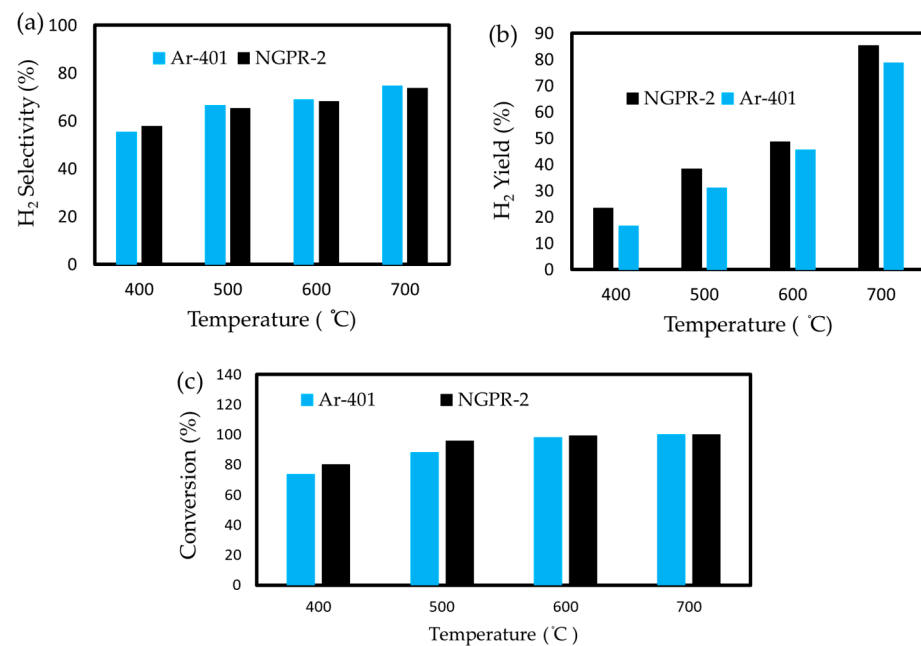 (a)
100
80
60
40
20
0
H₂ Selectivity (%)
Ar-401 NGPR-2
400 500 600 700
Temperature ( °C)
(b)
90
80
70
60
50
40
30
20
10
0
H₂ Yield (%)
NGPR-2 Ar-401
400 500 600 700
Temperature ( °C)
(c)
140
120
100
80
60
40
20
0
Conversion (%)
Ar-401 NGPR-2
400 500 600 700
Temperature (°C)